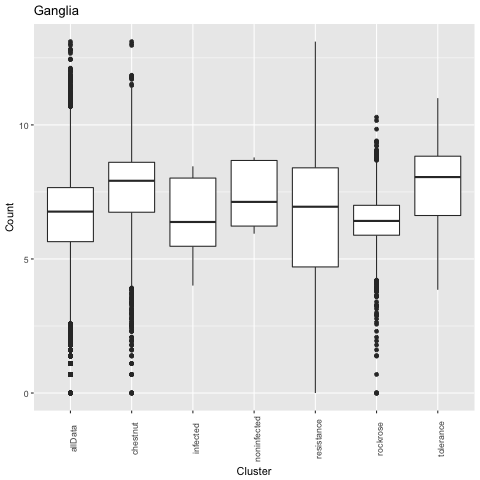 Ganglia
Count
10
5
0
allData
chestnut
infected
noninfected
resistance
rockrose
tolerance
Cluster